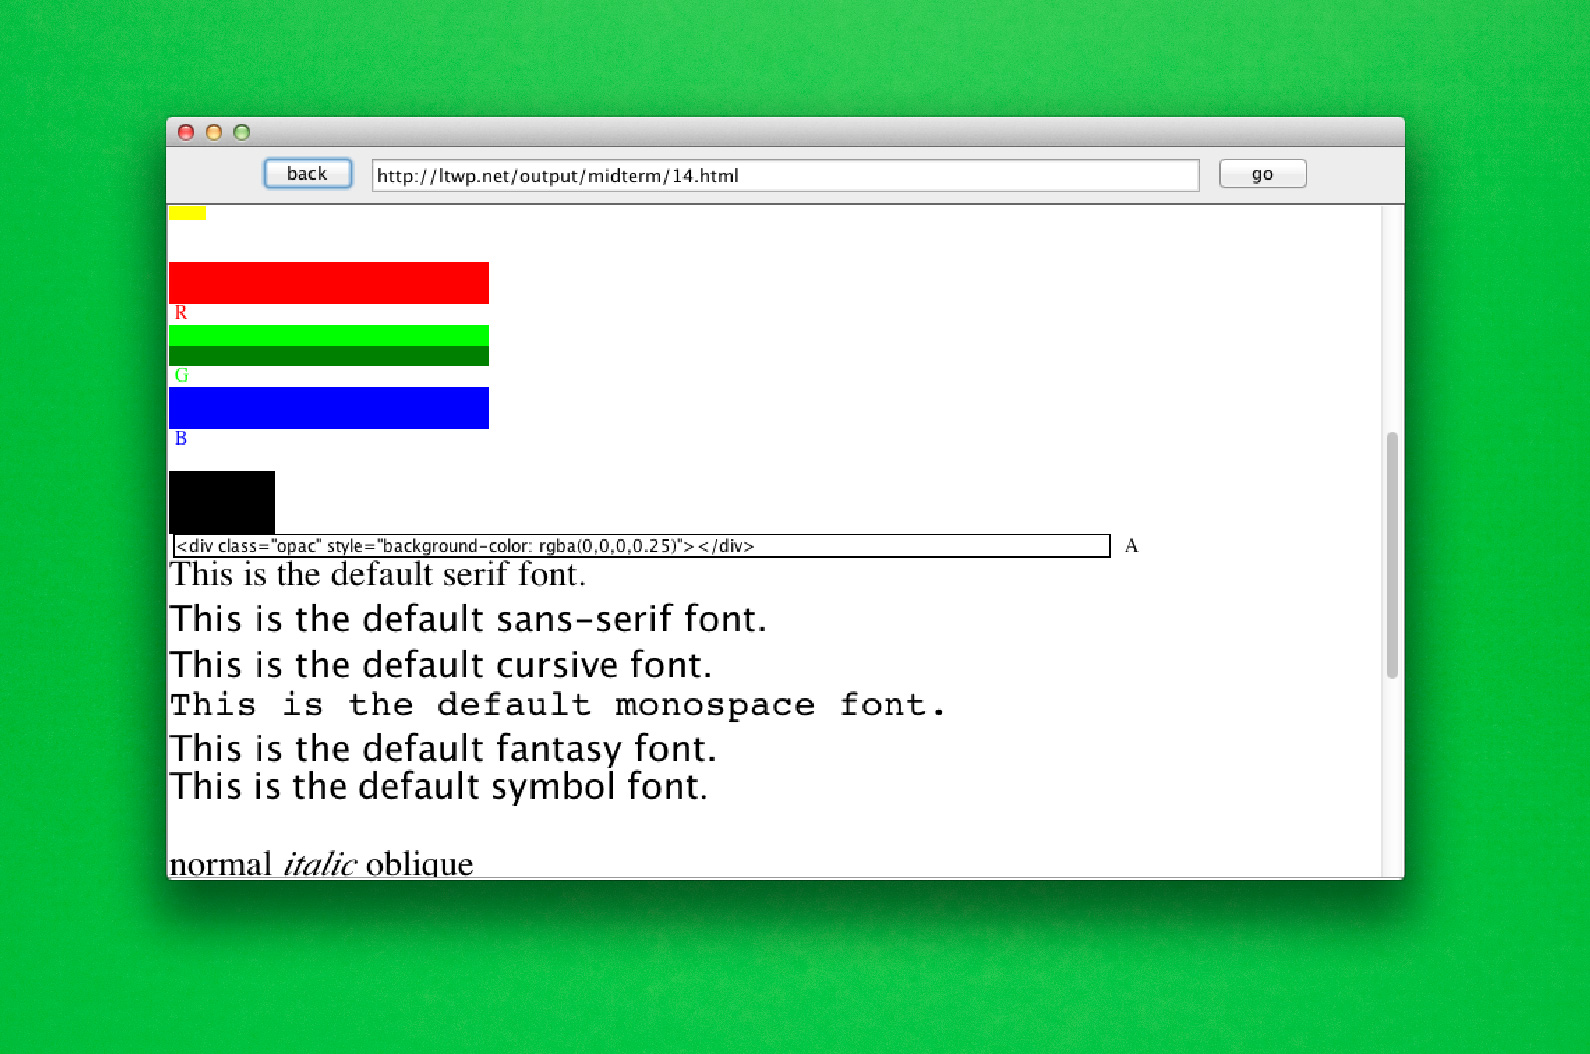 back http://ltwp.net/output/midterm/14.html go
R
G
B
<div class="opac" style="background-color: rgba(0,0,0,0.25)"></div> A
This is the default serif font.
This is the default sans-serif font.
This is the default cursive font.
This is the default monospace font.
This is the default fantasy font.
This is the default symbol font.
normal italic oblique